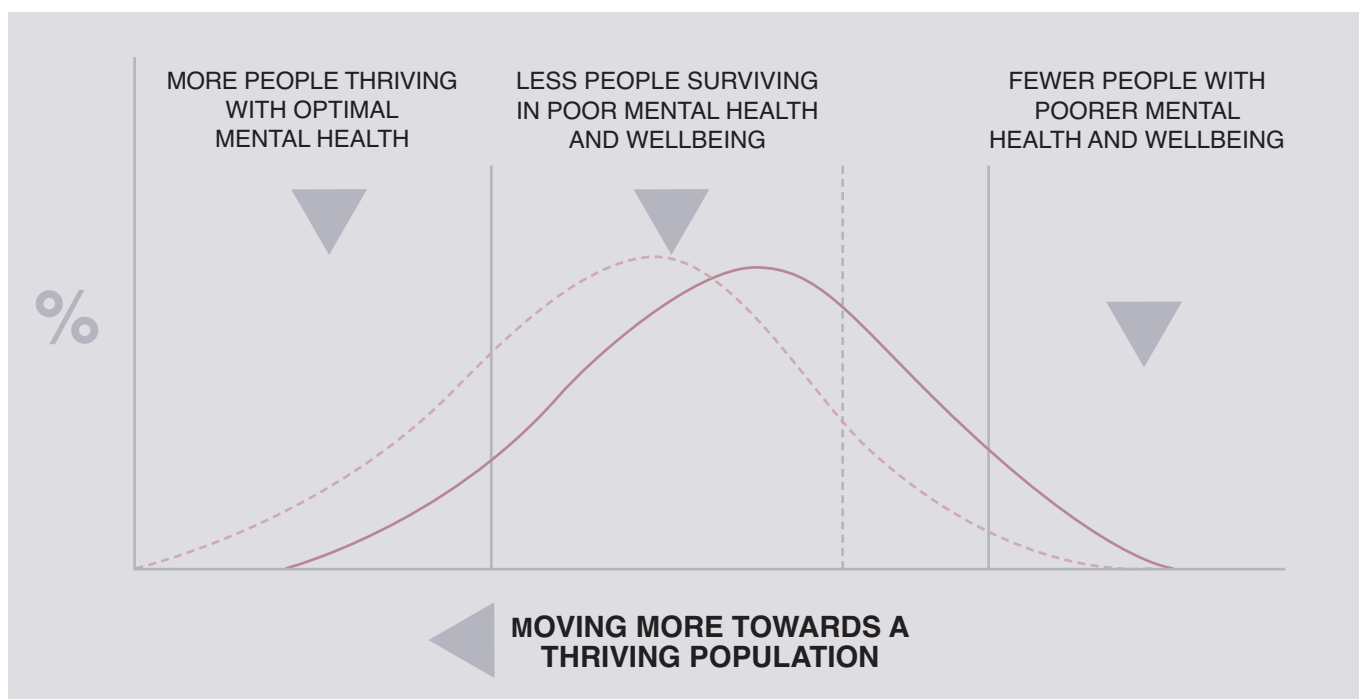 MORE PEOPLE THRIVING
WITH OPTIMAL
MENTAL HEALTH
LESS PEOPLE SURVIVING
IN POOR MENTAL HEALTH
AND WELLBEING
FEWER PEOPLE WITH
POORER MENTAL
HEALTH AND WELLBEING
%
MOVING MORE TOWARDS A
THRIVING POPULATION